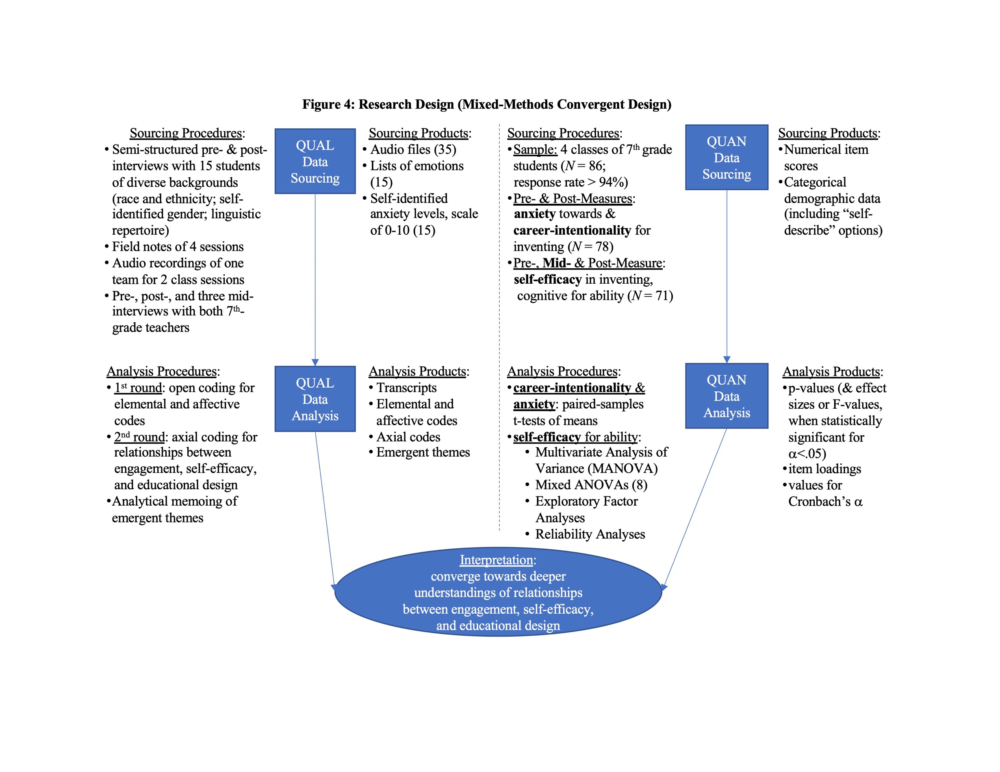 Figure 4: Research Design (Mixed-Methods Convergent Design)
Sourcing Procedures:
• Semi-structured pre- & post-
interviews with 15 students
of diverse backgrounds
(race and ethnicity; self-
identified gender; linguistic
repertoire)
• Field notes of 4 sessions
• Audio recordings of one
team for 2 class sessions
• Pre-, post-, and three mid-
interviews with both 7th-
grade teachers
QUAL
Data
Sourcing
Sourcing Products:
• Audio files (35)
• Lists of emotions
(15)
• Self-identified
anxiety levels, scale
of 0-10 (15)
Sourcing Procedures:
•Sample: 4 classes of 7th grade
students (N = 86;
response rate > 94%)
•Pre- & Post-Measures:
anxiety towards &
career-intentionality for
inventing (N = 78)
•Pre-, Mid- & Post-Measure:
self-efficacy in inventing,
cognitive for ability (N = 71)
QUAN
Data
Sourcing
Sourcing Products:
•Numerical item
scores
•Categorical
demographic data
(including “self-
describe” options)
Analysis Procedures:
• 1st round: open coding for
elemental and affective
codes
• 2nd round: axial coding for
relationships between
engagement, self-efficacy,
and educational design
•Analytical memoing of
emergent themes
QUAL
Data
Analysis
Analysis Products:
• Transcripts
• Elemental and
affective codes
• Axial codes
• Emergent themes
Analysis Procedures:
•career-intentionality &
anxiety: paired-samples
t-tests of means
•self-efficacy for ability:
• Multivariate Analysis of
Variance (MANOVA)
• Mixed ANOVAs (8)
• Exploratory Factor
Analyses
• Reliability Analyses
QUAN
Data
Analysis
Analysis Products:
•p-values (& effect
sizes or F-values,
when statistically
significant for
α<.05)
•item loadings
•values for
Cronbach’s α
Interpretation:
converge towards deeper
understandings of relationships
between engagement, self-efficacy,
and educational design